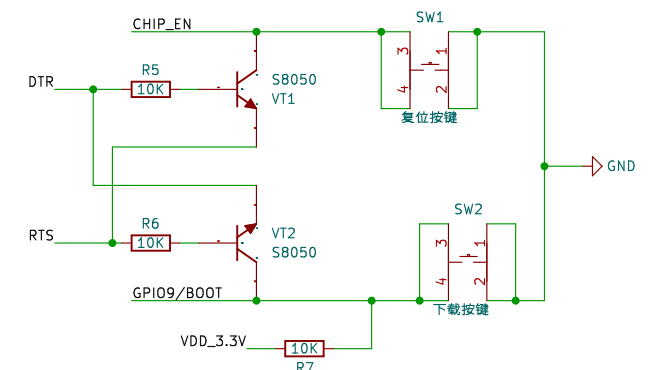 CHIP_EN
SW1
3
1
4
2
复位按键
DTR
R5
10K
S8050
VT1
GND
RTS
R6
10K
VT2
S8050
SW2
3
1
4
2
下载按键
GPIO9/BOOT
VDD_3.3V
10K
R7